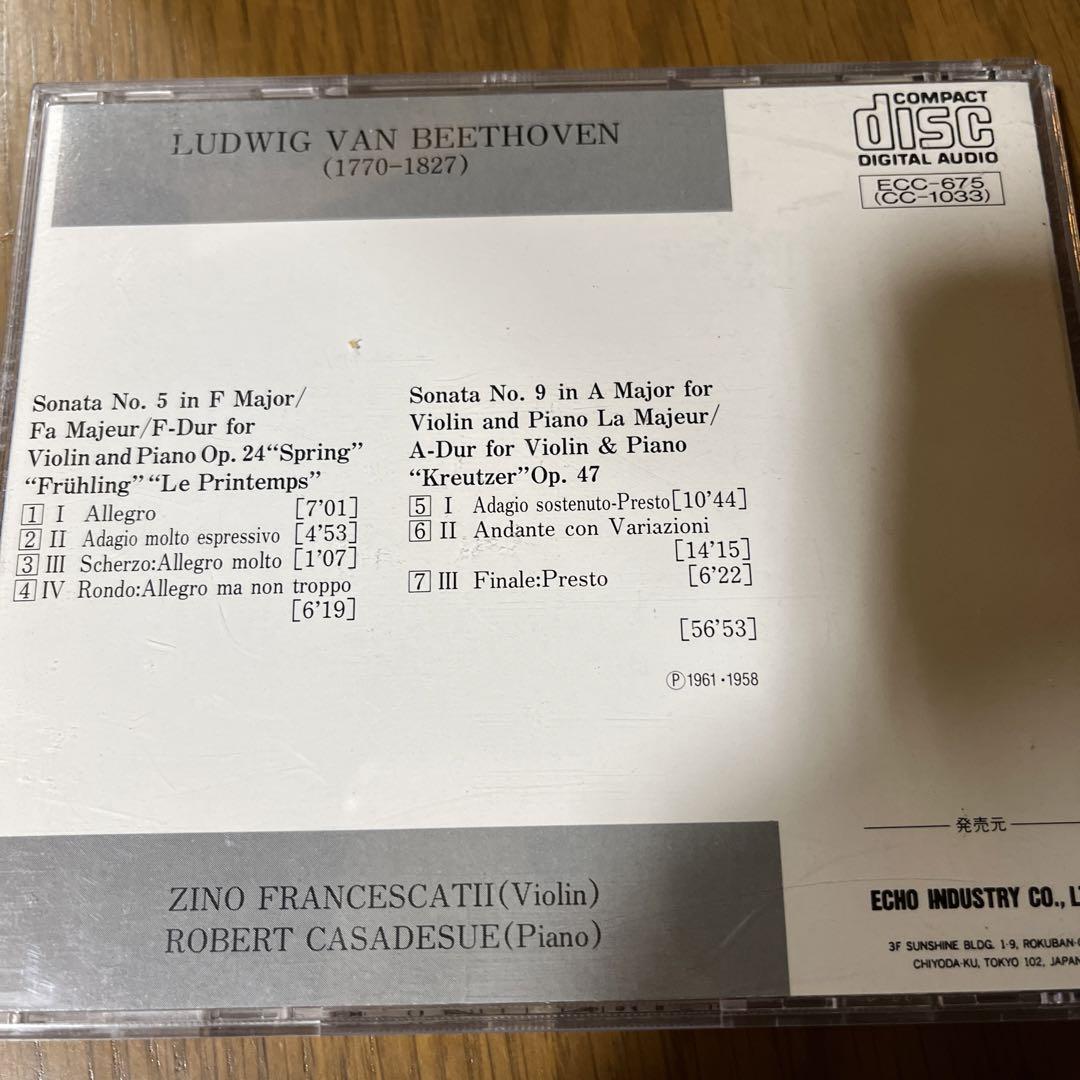 LUDWIG VAN BEETHOVEN
(1770-1827)
COMPACT
disc
DIGITAL AUDIO
ECC-675
(CC-1033)
Sonata No. 5 in F Major/
Fa Majeur/F-Dur for
Violin and Piano Op. 24“Spring”
“Frühling”“Le Printemps”
1 I Allegro [7'01]
2 II Adagio molto espressivo [4'53]
3 III Scherzo:Allegro molto [1'07]
4 IV Rondo:Allegro ma non troppo
[6'19]
Sonata No. 9 in A Major for
Violin and Piano La Majeur/
A-Dur for Violin & Piano
“Kreutzer”Op. 47
5 I Adagio sostenuto-Presto[10'44]
6 II Andante con Variazioni
[14'15]
7 III Finale:Presto [6'22]
[56'53]
Ⓟ1961・1958
発売元
ECHO INDUSTRY CO.,
3F SUNSHINE BLDG. 1-9, ROKUBAN-
CHIYODA-KU, TOKYO 102, JAPAN
ZINO FRANCESCATII(Violin)
ROBERT CASADESUE(Piano)